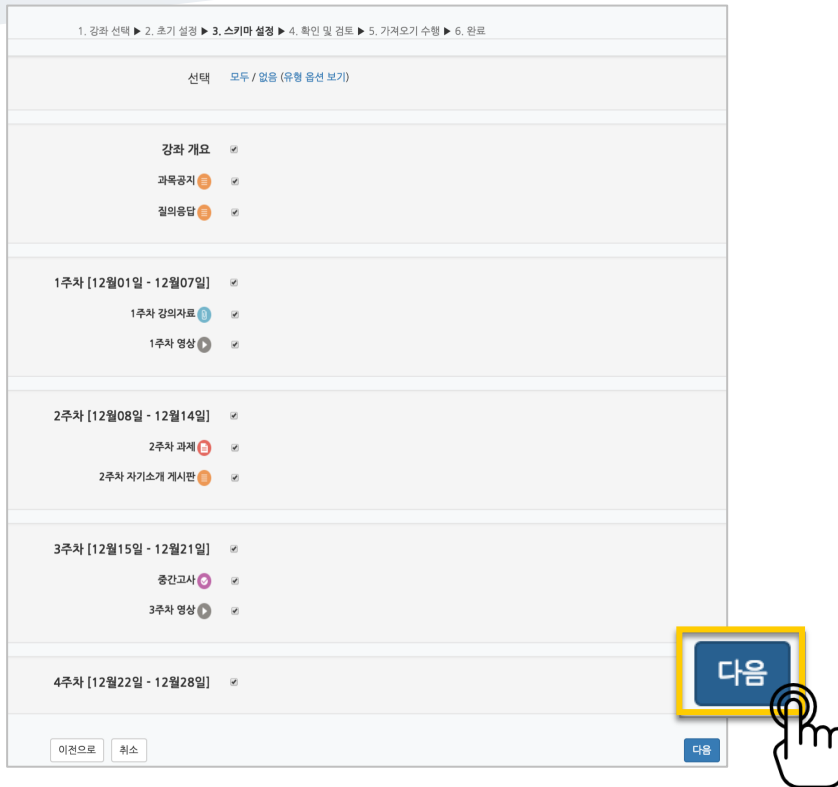 1. 강좌 선택 ▶ 2. 초기 설정 ▶ 3. 스키마 설정 ▶ 4. 확인 및 검토 ▶ 5. 가져오기 수행 ▶ 6. 완료
선택 모두 / 없음 (유형 옵션 보기)
강좌 개요
과목공지
질의응답
1주차 [12월01일 - 12월07일]
1주차 강의자료
1주차 영상
2주차 [12월08일 - 12월14일]
2주차 과제
2주차 자기소개 게시판
3주차 [12월15일 - 12월21일]
중간고사
3주차 영상
4주차 [12월22일 - 12월28일]
다음
이전으로 취소 다음